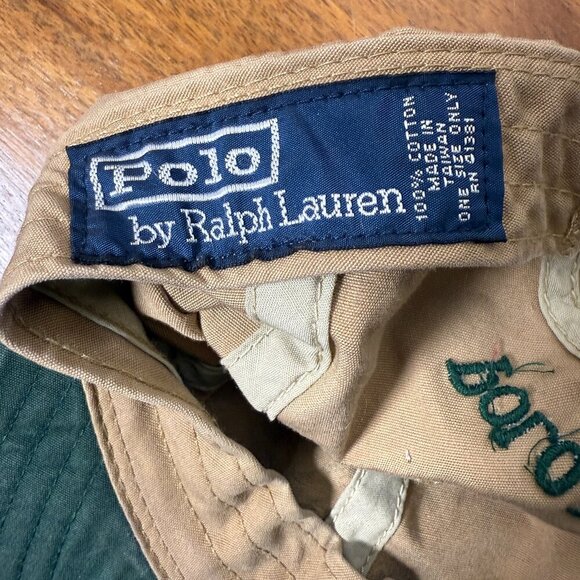 Polo
by Ralph Lauren
100% COTTON
MADE IN
TAIWAN
ONE SIZE ONLY
RN 41381